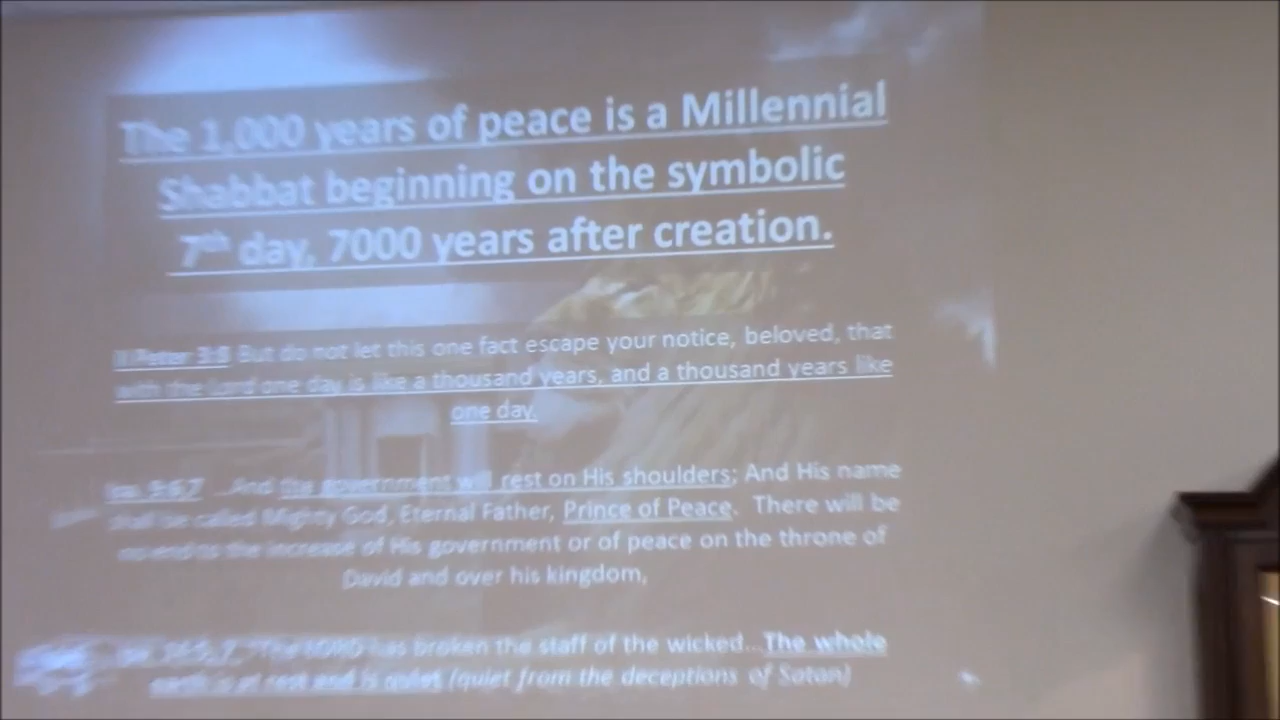 The 1,000 years of peace is a Millennial
Shabbat beginning on the symbolic
7th day, 7000 years after creation.
II Peter 3:8 But do not let this one fact escape your notice, beloved, that
with the Lord one day is like a thousand years, and a thousand years like
one day.
Isa. 9:6,7 ..And the government will rest on His shoulders; And His name
shall be called Mighty God, Eternal Father, Prince of Peace. There will be
no end to the increase of His government or of peace on the throne of
David and over his kingdom,
"The LORD has broken the staff of the wicked...The whole
earth is at rest and is quiet (quiet from the deceptions of Satan)